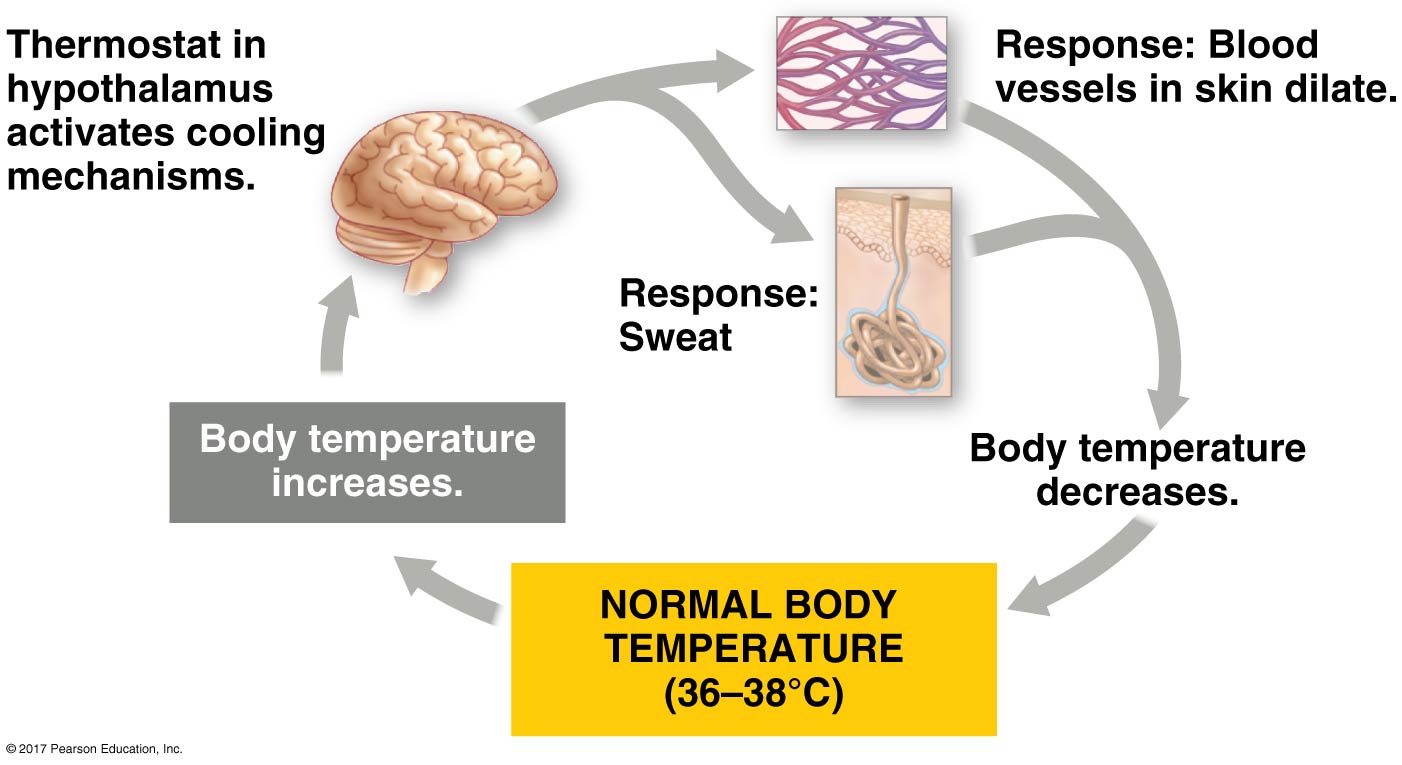 Thermostat in
hypothalamus
activates cooling
mechanisms.
Response: Blood
vessels in skin dilate.
Response:
Sweat
Body temperature
increases.
Body temperature
decreases.
NORMAL BODY
TEMPERATURE
(36–38°C)
© 2017 Pearson Education, Inc.